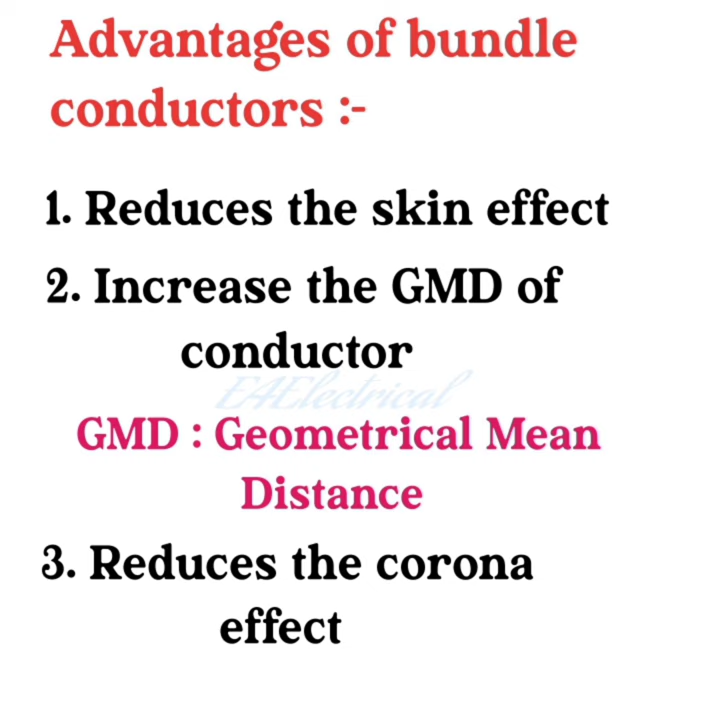 Advantages of bundle
conductors :-
1. Reduces the skin effect
2. Increase the GMD of
conductor
EAElectrical
GMD : Geometrical Mean
Distance
3. Reduces the corona
effect